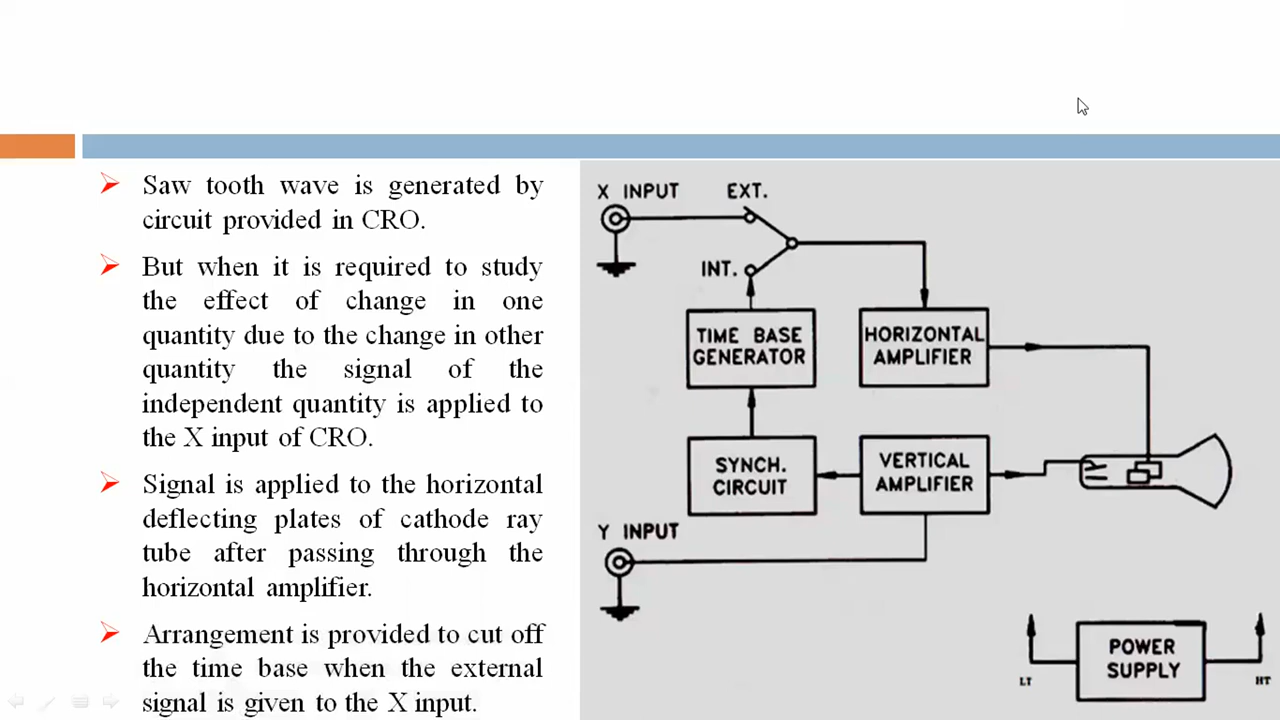 Saw tooth wave is generated by
circuit provided in CRO.
But when it is required to study
the effect of change in one
quantity due to the change in other
quantity the signal of the
independent quantity is applied to
the X input of CRO.
Signal is applied to the horizontal
deflecting plates of cathode ray
tube after passing through the
horizontal amplifier.
Arrangement is provided to cut off
the time base when the external
signal is given to the X input.
X INPUT
EXT.
INT.
TIME BASE
GENERATOR
HORIZONTAL
AMPLIFIER
SYNCH.
CIRCUIT
VERTICAL
AMPLIFIER
Y INPUT
POWER
SUPPLY
LT
HT